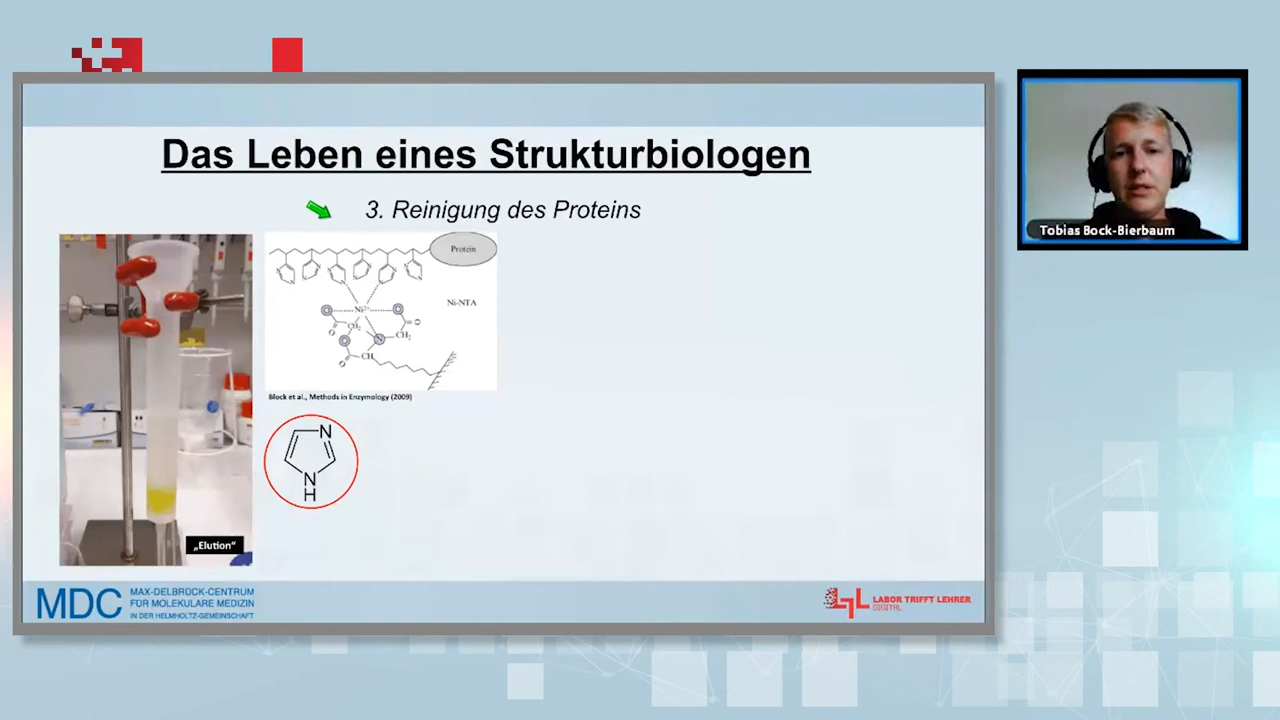 Das Leben eines Strukturbiologen
3. Reinigung des Proteins
Protein
Ni-NTA
Ni²⁺
O
O
O
O
CH₂
O
N
CH₂
O
CH
Block et al., Methods in Enzymology (2009)
N
N
H
„Elution“
Tobias Bock-Bierbaum
MDC
MAX-DELBRÜCK-CENTRUM
FÜR MOLEKULARE MEDIZIN
IN DER HELMHOLTZ-GEMEINSCHAFT
LTL
LABOR TRIFFT LEHRER
DIGITAL